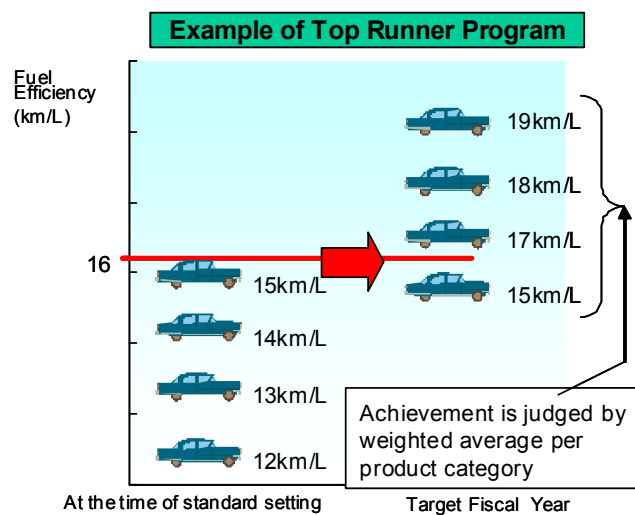 Example of Top Runner Program
Fuel
Efficiency
(km/L)
19km/L
18km/L
17km/L
16
15km/L
15km/L
14km/L
13km/L
12km/L
Achievement is judged by
weighted average per
product category
At the time of standard setting
Target Fiscal Year